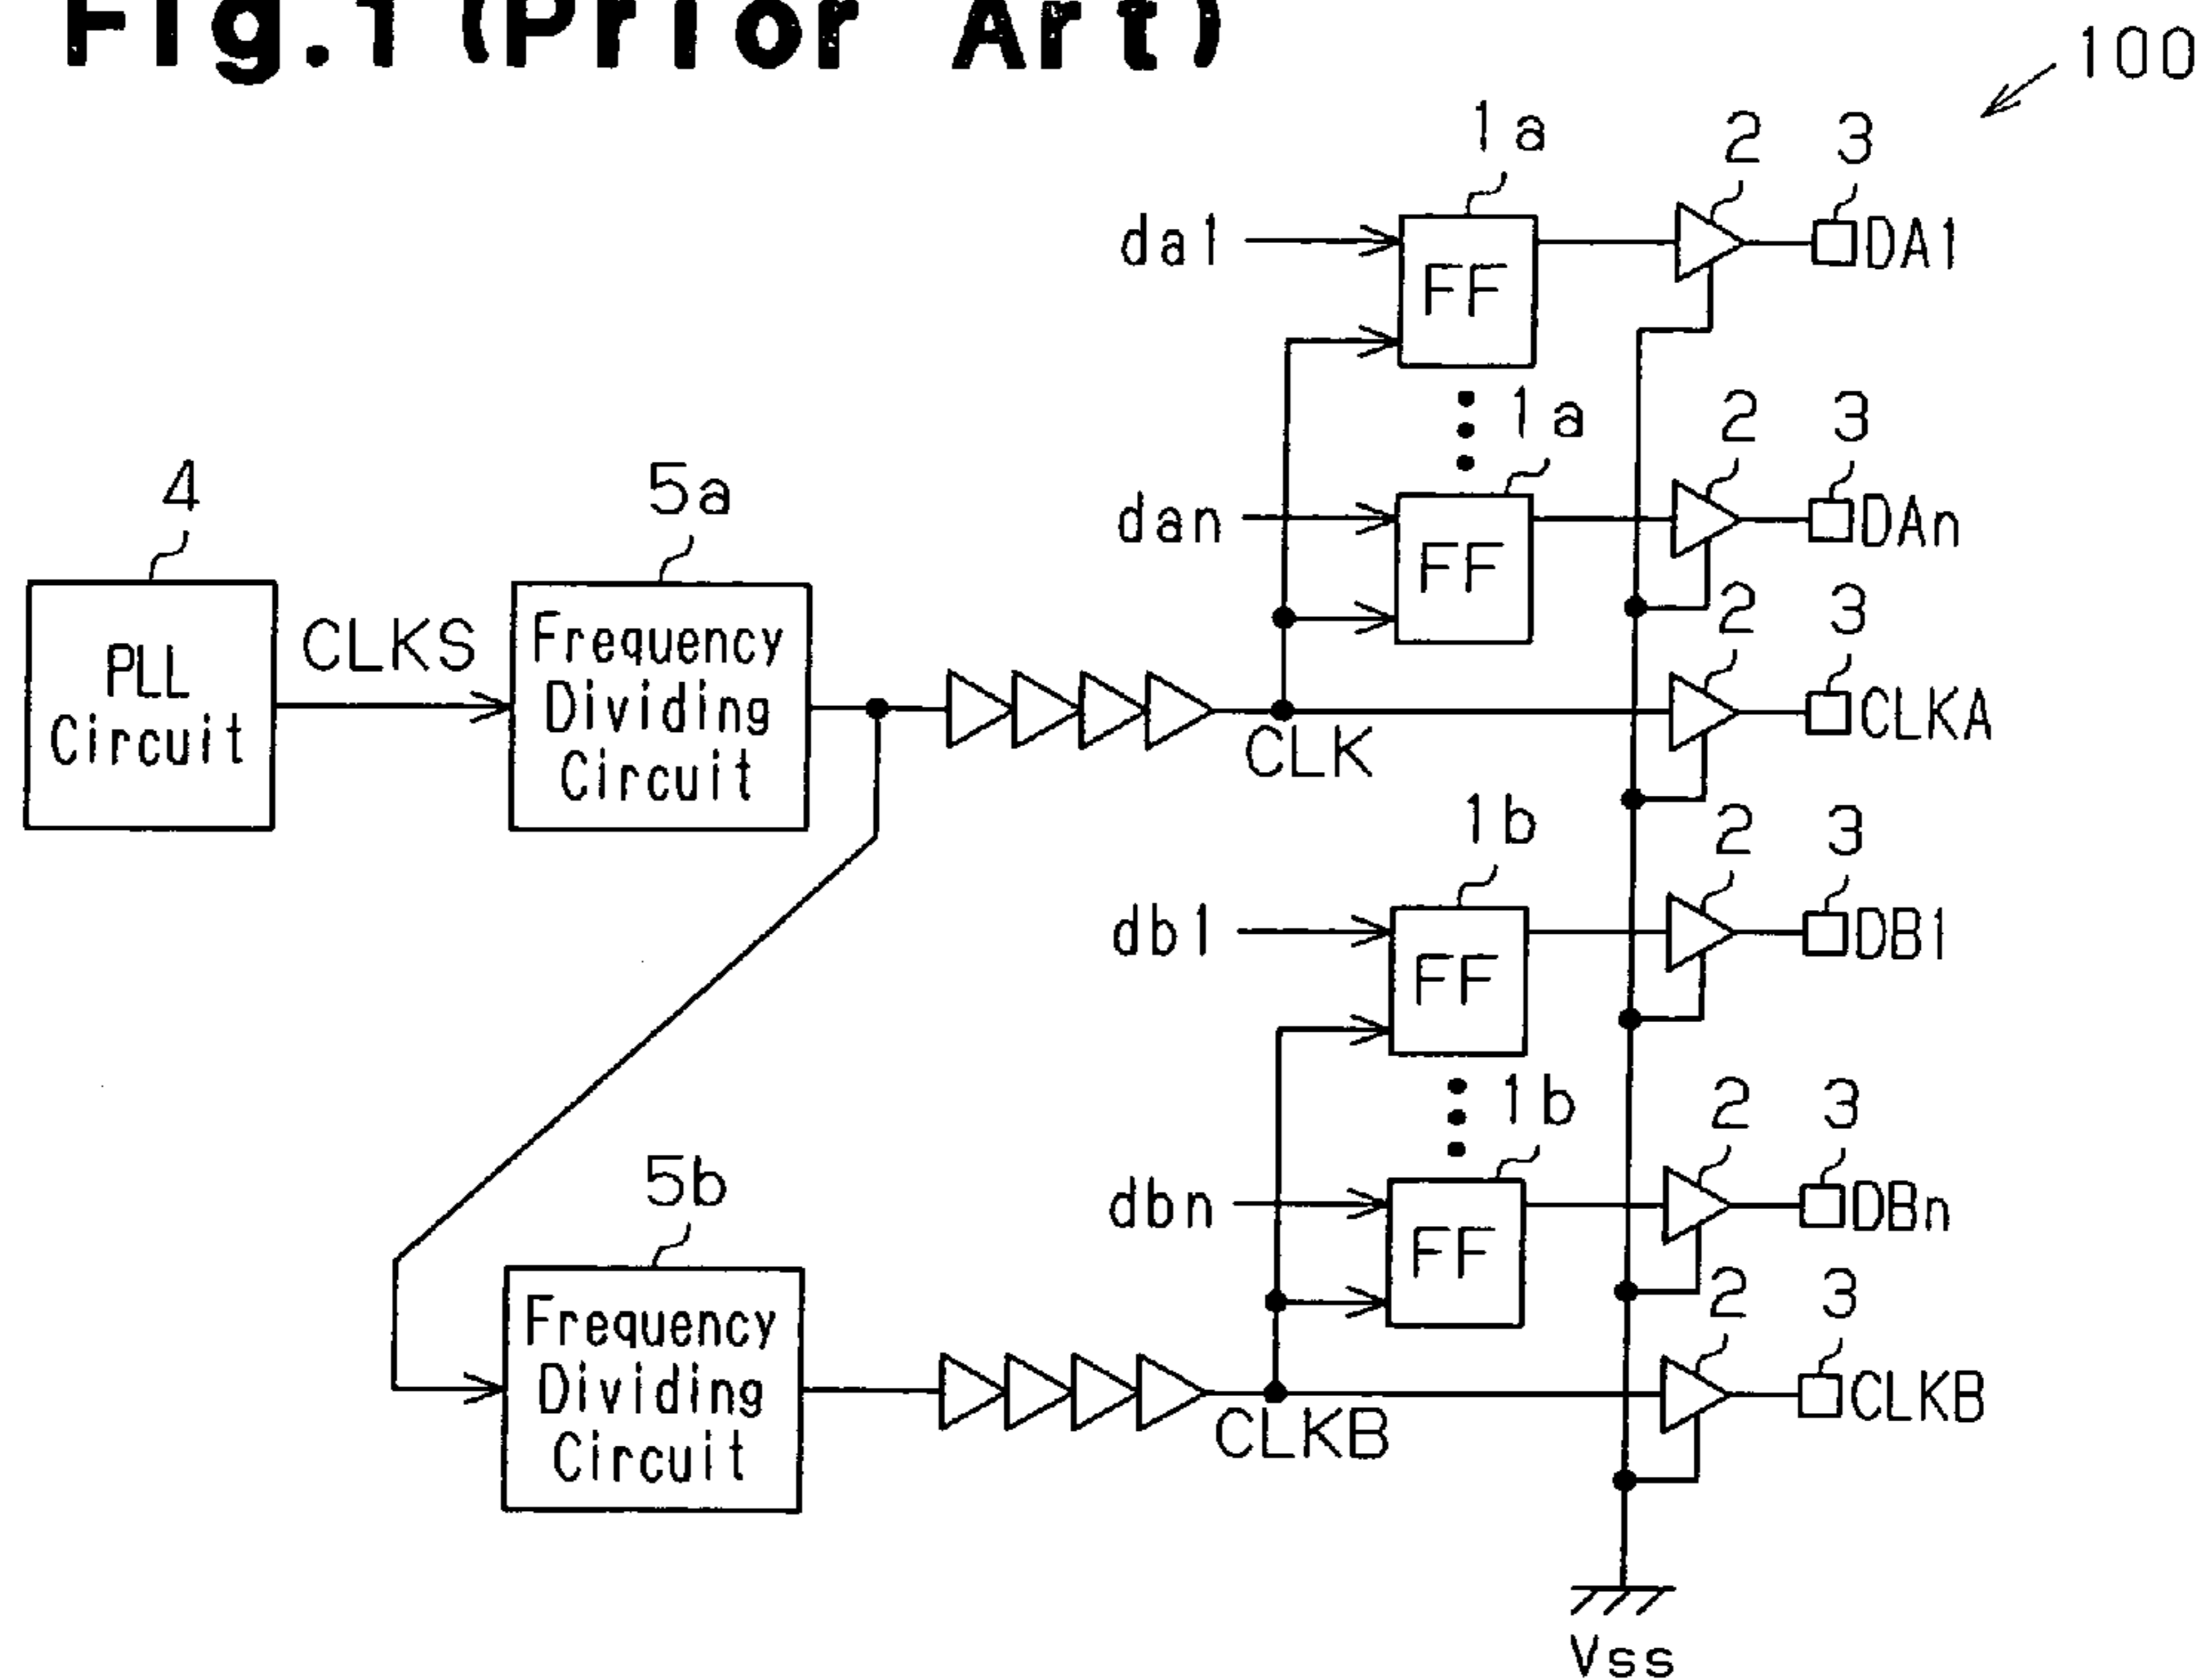 Fig.1 (Prior Art)
100
1a
2
3
da1
FF
DA1
1a
2
3
dan
FF
DAn
4
5a
2
3
PLL
Circuit
CLKS
Frequency
Dividing
Circuit
CLK
CLKA
1b
2
3
db1
FF
DB1
1b
2
3
dbn
FF
DBn
5b
2
3
Frequency
Dividing
Circuit
CLKB
CLKB
Vss